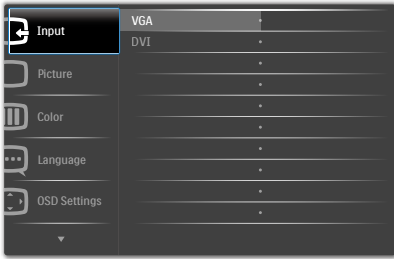 Input
VGA
DVI
Picture
Color
Language
OSD Settings